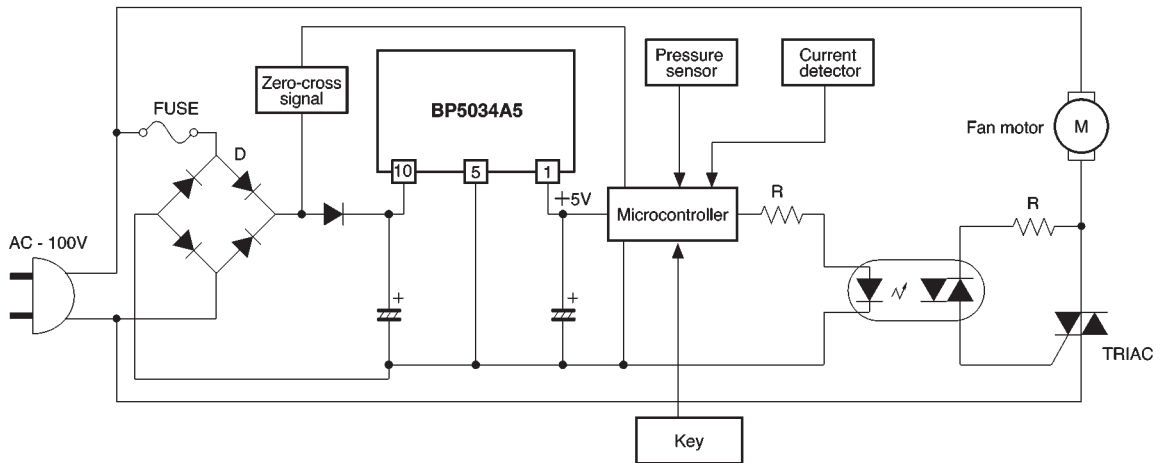 Zero-cross
signal
BP5034A5
Pressure
sensor
Current
detector
FUSE
Fan motor
M
D
10
5
1
+5V
Microcontroller
R
R
AC - 100V
+
+
TRIAC
Key